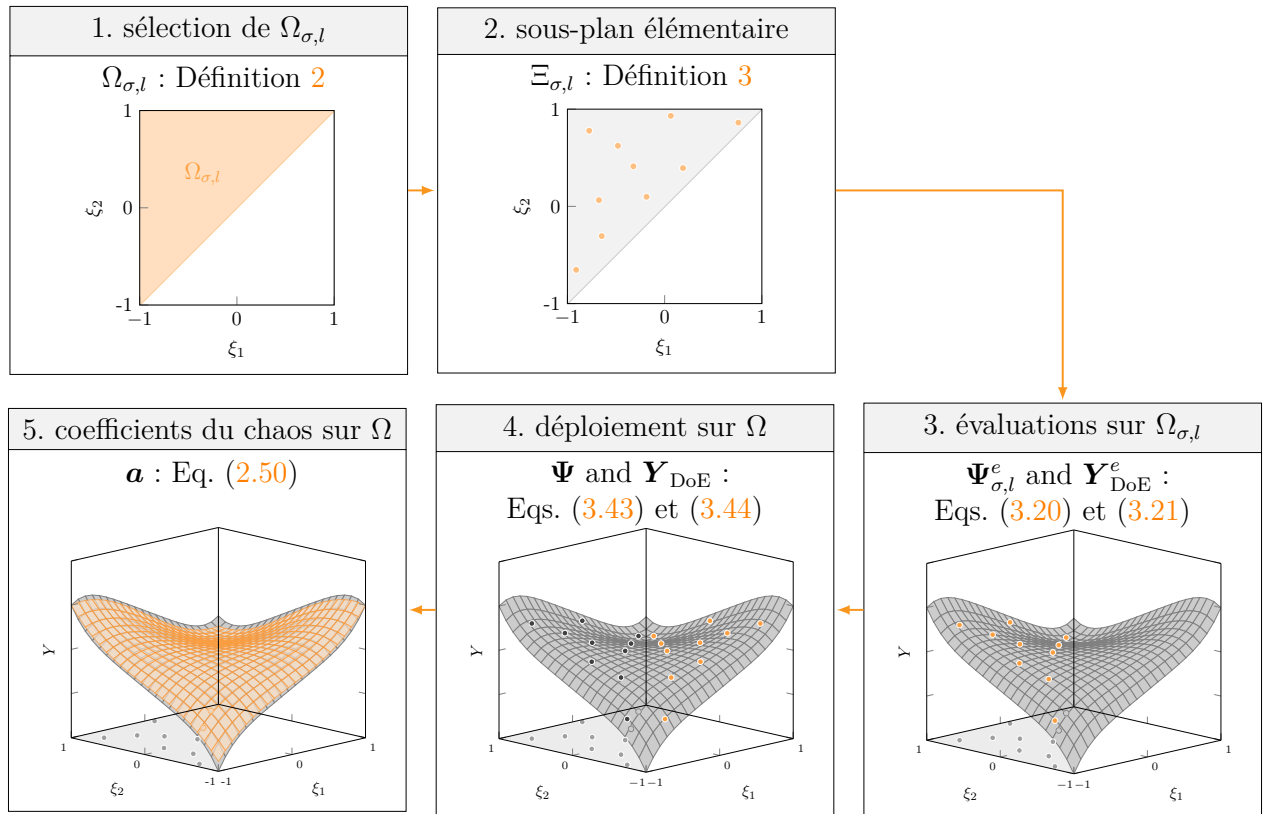 1. sélection de Ω_{σ,l}
Ω_{σ,l} : Définition 2
1
Ω_{σ,l}
ξ_2
0
-1
−1
0
1
ξ_1
2. sous-plan élémentaire
Ξ_{σ,l} : Définition 3
1
ξ_2
0
-1
−1
0
1
ξ_1
3. évaluations sur Ω_{σ,l}
Ψ^e_{σ,l} and Y^e_{DoE} :
Eqs. (3.20) et (3.21)
Y
1
0
−1
−1
0
1
ξ_2
ξ_1
4. déploiement sur Ω
Ψ and Y_{DoE} :
Eqs. (3.43) et (3.44)
Y
1
0
−1
−1
0
1
ξ_2
ξ_1
5. coefficients du chaos sur Ω
a : Eq. (2.50)
Y
1
0
-1
-1
0
1
ξ_2
ξ_1